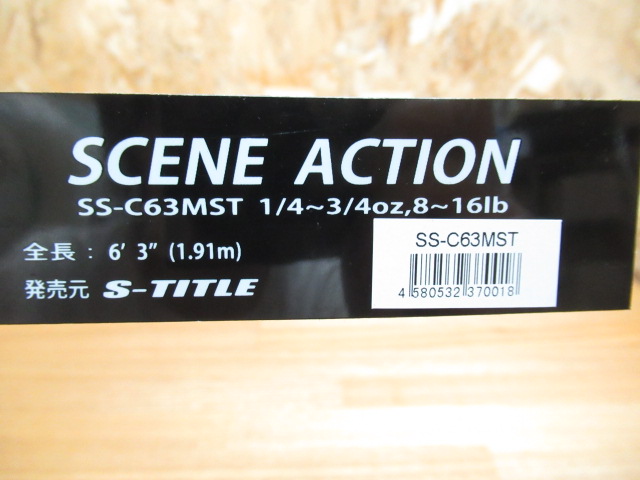 SCENE ACTION
SS-C63MST 1/4~3/4oz,8~16lb
全長： 6' 3" (1.91m)
発売元 S-TITLE
SS-C63MST
4 580532 370018